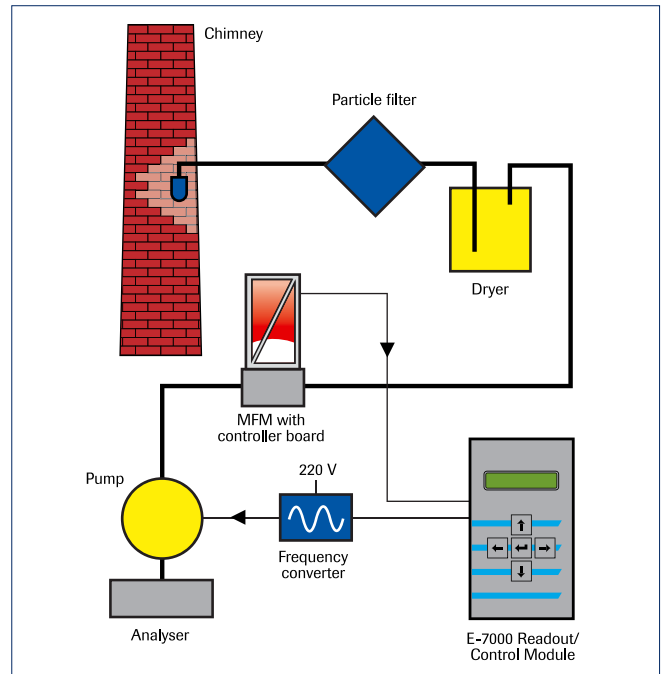 Chimney
Particle filter
Dryer
MFM with
controller board
Pump
220 V
Frequency
converter
Analyser
E-7000 Readout/
Control Module